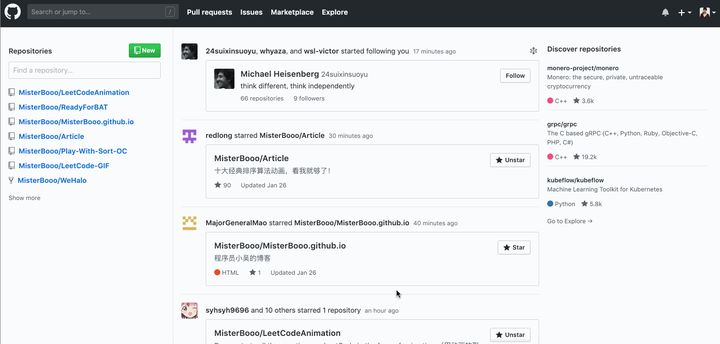 Search or jump to...
/
Pull requests
Issues
Marketplace
Explore
Repositories
New
Find a repository...
MisterBooo/LeetCodeAnimation
MisterBooo/ReadyForBAT
MisterBooo/MisterBooo.github.io
MisterBooo/Article
MisterBooo/Play-With-Sort-OC
MisterBooo/LeetCode-GIF
MisterBooo/WeHalo
Show more
24suixinsuoyu, whyaza, and wsl-victor started following you 17 minutes ago
Michael Heisenberg 24suixinsuoyu
Follow
think different, think independently
66 repositories 9 followers
redlong starred MisterBooo/Article 30 minutes ago
MisterBooo/Article
Unstar
十大经典排序算法动画，看我就够了！
90 Updated Jan 26
MajorGeneralMao starred MisterBooo/MisterBooo.github.io 40 minutes ago
MisterBooo/MisterBooo.github.io
Star
程序员小吴的博客
HTML 1 Updated Jan 26
syhsyh9696 and 10 others starred 1 repository an hour ago
MisterBooo/LeetCodeAnimation
Unstar
Discover repositories
monero-project/monero
Monero: the secure, private, untraceable
cryptocurrency
C++ 3.6k
grpc/grpc
The C based gRPC (C++, Python, Ruby, Objective-C,
PHP, C#)
C++ 19.2k
kubeflow/kubeflow
Machine Learning Toolkit for Kubernetes
Python 5.8k
Go to Explore →